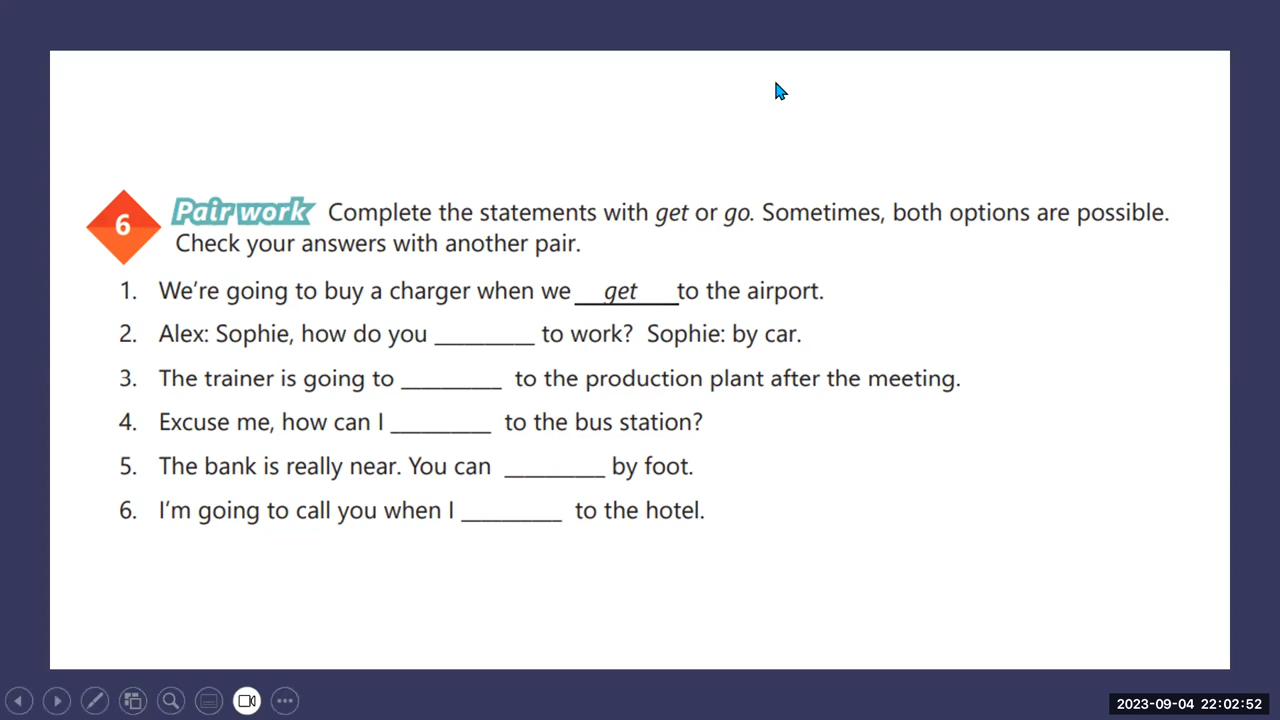 6
Pair work Complete the statements with get or go. Sometimes, both options are possible.
Check your answers with another pair.
1. We’re going to buy a charger when we ___get___ to the airport.
2. Alex: Sophie, how do you _________ to work? Sophie: by car.
3. The trainer is going to _________ to the production plant after the meeting.
4. Excuse me, how can I _________ to the bus station?
5. The bank is really near. You can _________ by foot.
6. I’m going to call you when I _________ to the hotel.
2023-09-04 22:02:52